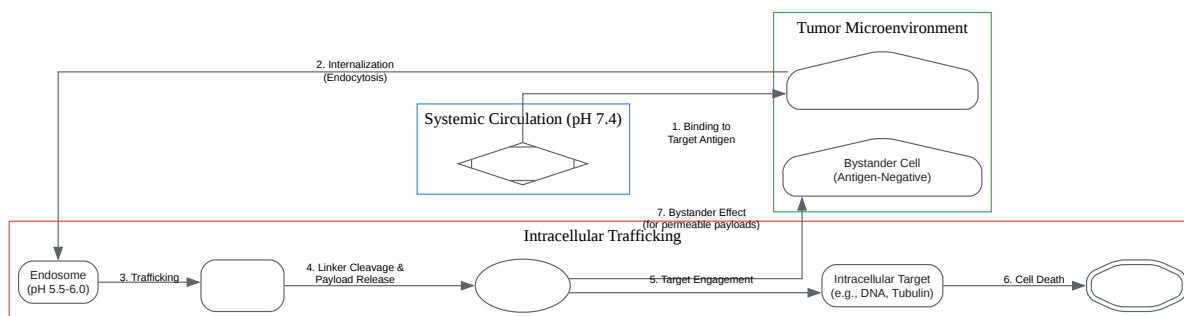 Tumor Microenvironment
2. Internalization
(Endocytosis)
Systemic Circulation (pH 7.4)
1. Binding to
Target Antigen
Bystander Cell
(Antigen-Negative)
7. Bystander Effect
(for permeable payloads)
Intracellular Trafficking
Endosome
(pH 5.5-6.0)
3. Trafficking
4. Linker Cleavage &
Payload Release
5. Target Engagement
Intracellular Target
(e.g., DNA, Tubulin)
6. Cell Death